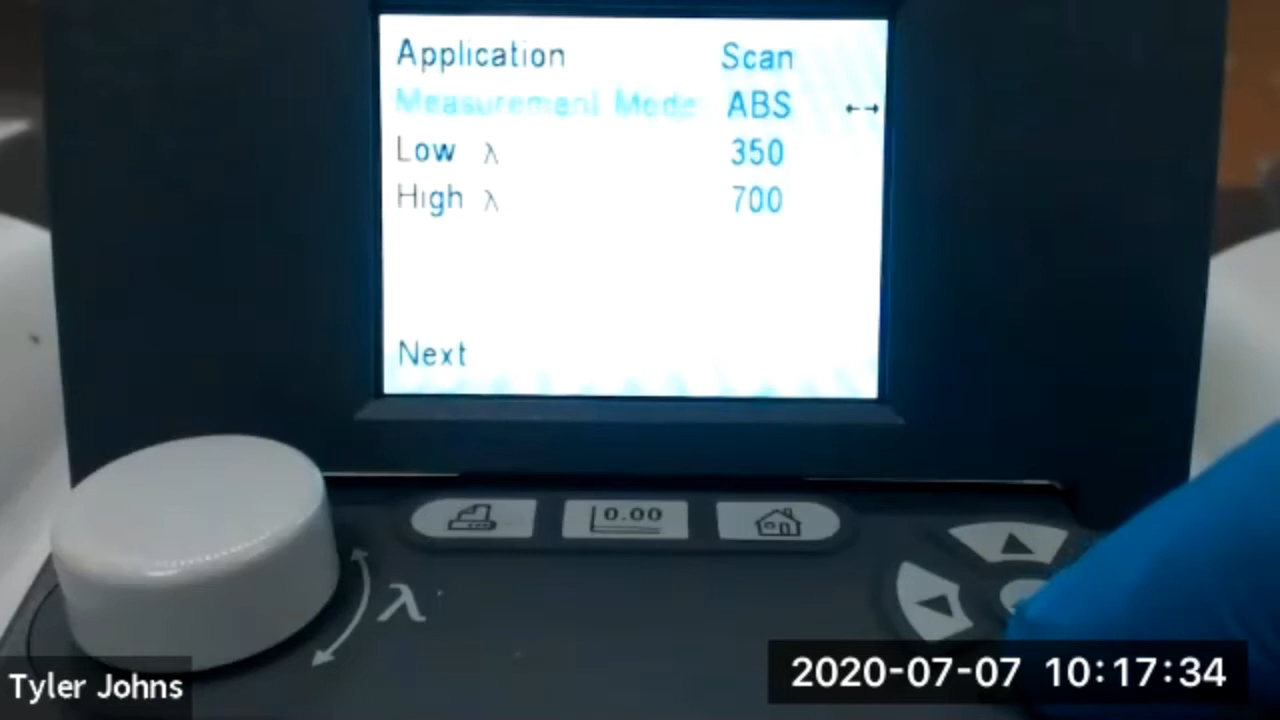 Application Scan
Measurement Mode ABS
Low λ 350
High λ 700
Next
0.00
λ
Tyler Johns
2020-07-07 10:17:34